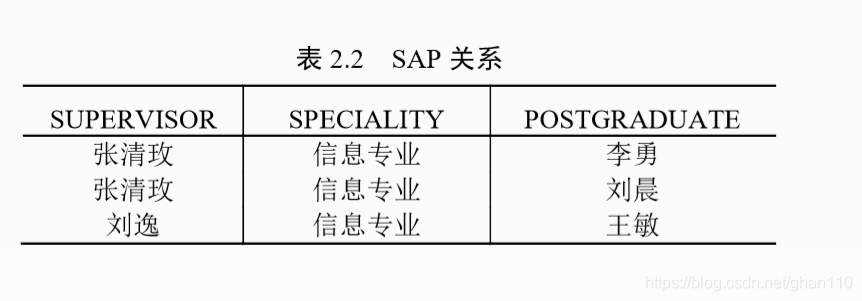 表 2.2 SAP 关系
SUPERVISOR SPECIALITY POSTGRADUATE
张清玫 信息专业 李勇
张清玫 信息专业 刘晨
刘逸 信息专业 王敏
https://blog.csdn.net/ghan110